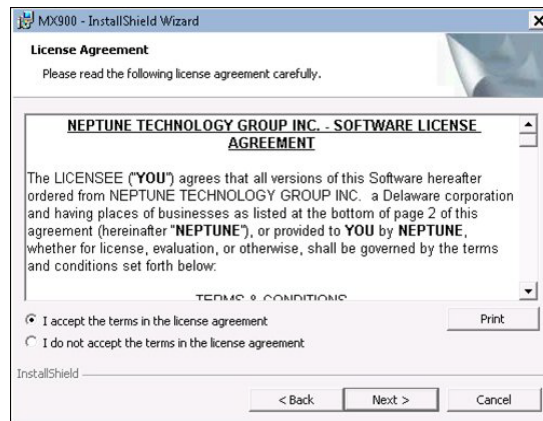 MX900 - InstallShield Wizard
License Agreement
Please read the following license agreement carefully.
NEPTUNE TECHNOLOGY GROUP INC. - SOFTWARE LICENSE
AGREEMENT
The LICENSEE ("YOU") agrees that all versions of this Software hereafter
ordered from NEPTUNE TECHNOLOGY GROUP INC. a Delaware corporation
and having places of businesses as listed at the bottom of page 2 of this
agreement (hereinafter "NEPTUNE"), or provided to YOU by NEPTUNE,
whether for license, evaluation, or otherwise, shall be governed by the terms
and conditions set forth below:
TERMS & CONDITIONS
I accept the terms in the license agreement
Print
I do not accept the terms in the license agreement
InstallShield
< Back
Next >
Cancel